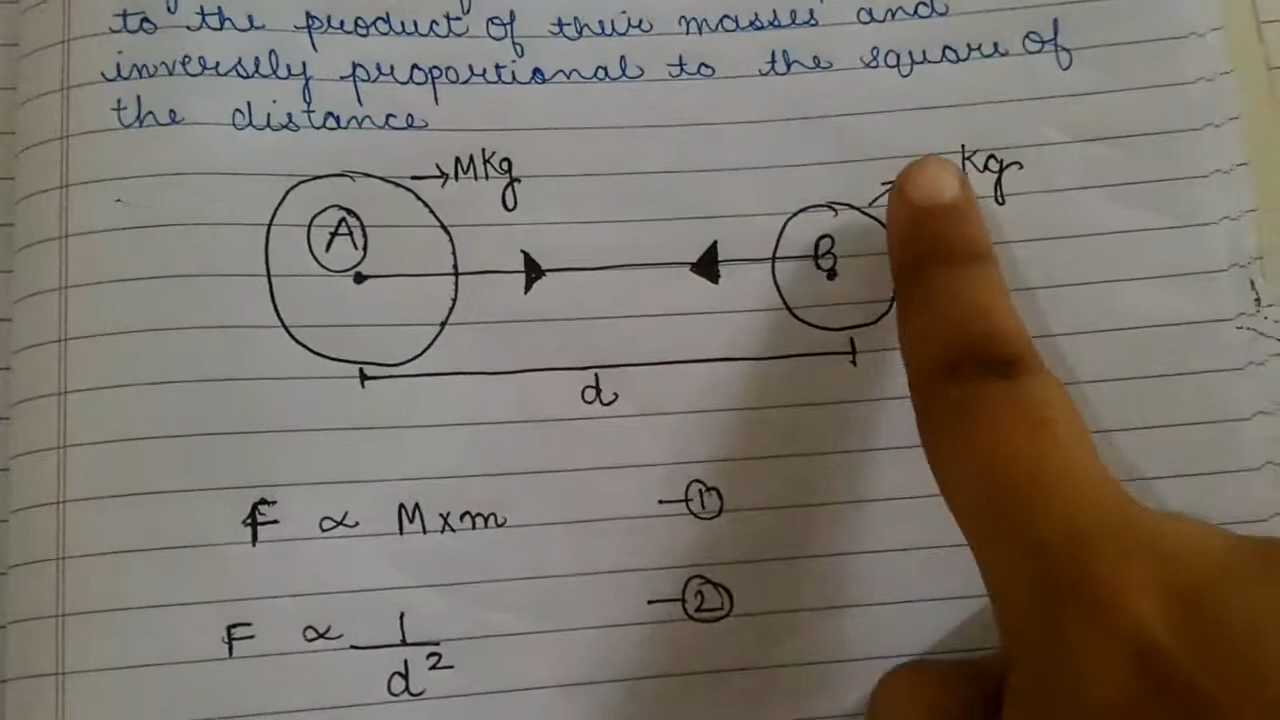 to the product of their masses and
inversely proportional to the square of
the distance
→MKg
Kg
A
B
d
F ∝ M×m —①
F ∝ 1/d² —②